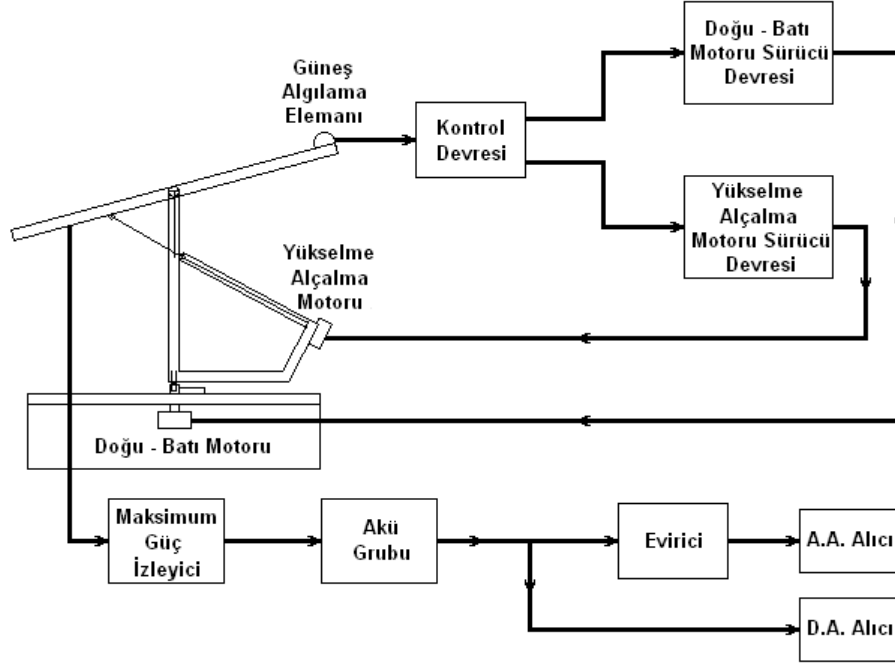 Doğu - Batı
Motoru Sürücü
Devresi
Güneş
Algılama
Elemanı
Kontrol
Devresi
Yükselme
Alçalma
Motoru Sürücü
Devresi
Yükselme
Alçalma
Motoru
Doğu - Batı Motoru
Maksimum
Güç
İzleyici
Akü
Grubu
Evirici
A.A. Alıcı
D.A. Alıcı